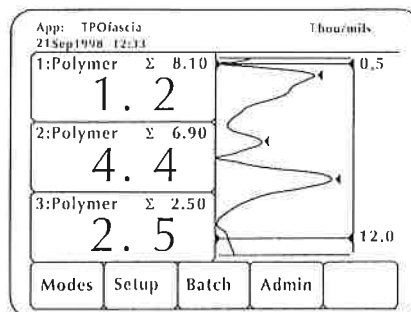 App: TPOfascia Thou/mils
21Sep1998 12:33
1:Polymer Σ 8.10
1.2
0.5
2:Polymer Σ 6.90
4.4
3:Polymer Σ 2.50
2.5
12.0
Modes Setup Batch Admin